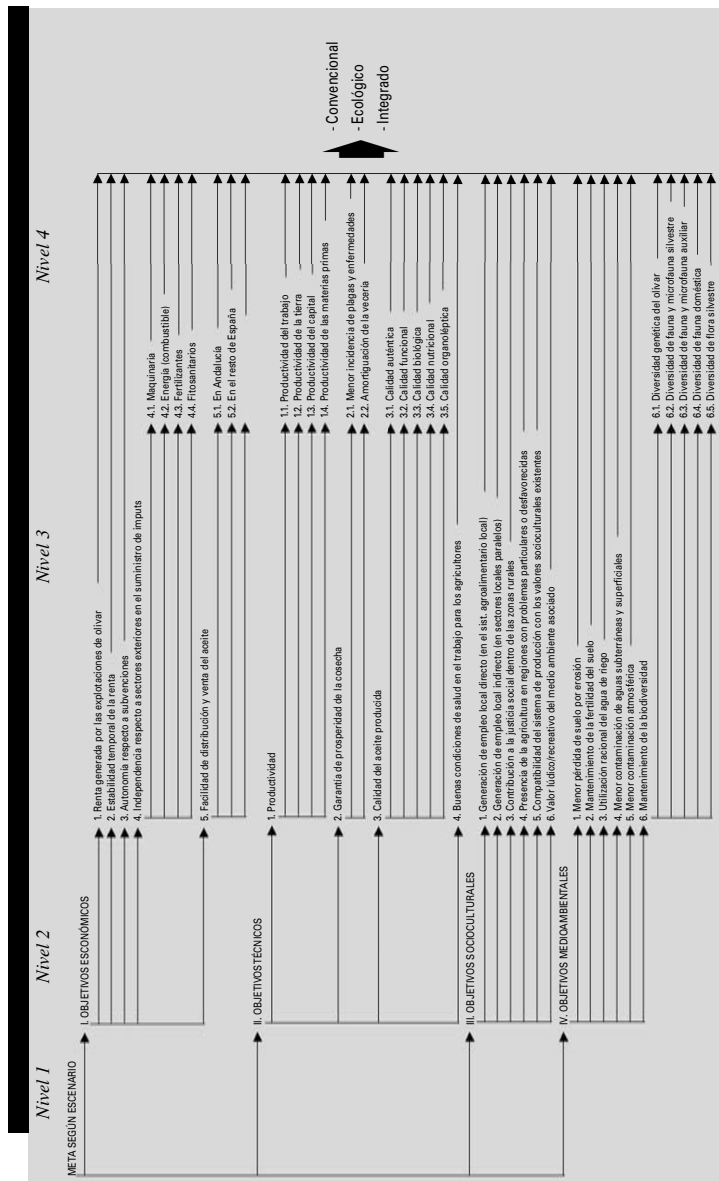 Nivel 1
Nivel 2
Nivel 3
Nivel 4
META SEGÚN ESCENARIO
I. OBJETIVOS ESCONÓMICOS
1. Renta generada por las explotaciones de olivar
2. Estabilidad temporal de la renta
3. Autonomía respecto a subvenciones
4. Independencia respecto a sectores exteriores en el suministro de imputs
4.1. Maquinaria
4.2. Energía (combustible)
4.3. Fertilizantes
4.4. Fitosanitarios
5. Facilidad de distribución y venta del aceite
5.1. En Andalucía
5.2. En el resto de España
II. OBJETIVOS TÉCNICOS
1. Productividad
1.1. Productividad del trabajo
1.2. Productividad de la tierra
1.3. Productividad del capital
1.4. Productividad de las materias primas
2. Garantía de prosperidad de la cosecha
2.1. Menor incidencia de plagas y enfermedades
2.2. Amortiguación de la vecería
3. Calidad del aceite producida
3.1. Calidad auténtica
3.2. Calidad funcional
3.3. Calidad biológica
3.4. Calidad nutricional
3.5. Calidad organoléptica
4. Buenas condiciones de salud en el trabajo para los agricultores
III. OBJETIVOS SOCIOCULTURALES
1. Generación de empleo local directo (en el sist. agroalimentario local)
2. Generación de empleo local indirecto (en sectores locales paralelos)
3. Contribución a la justicia social dentro de las zonas rurales
4. Presencia de la agricultura en regiones con problemas particulares o desfavorecidas
5. Compatibilidad del sistema de producción con los valores socioculturales existentes
6. Valor lúdico/recreativo del medio ambiente asociado
IV. OBJETIVOS MEDIOAMBIENTALES
1. Menor pérdida de suelo por erosión
2. Mantenimiento de la fertilidad del suelo
3. Utilización racional del agua de riego
4. Menor contaminación de aguas subterráneas y superficiales
5. Menor contaminación atmosférica
6. Mantenimiento de la biodiversidad
6.1. Diversidad genética del olivar
6.2. Diversidad de fauna y microfauna silvestre
6.3. Diversidad de fauna y microfauna auxiliar
6.4. Diversidad de fauna doméstica
6.5. Diversidad de flora silvestre
- Convencional
- Ecológico
- Integrado